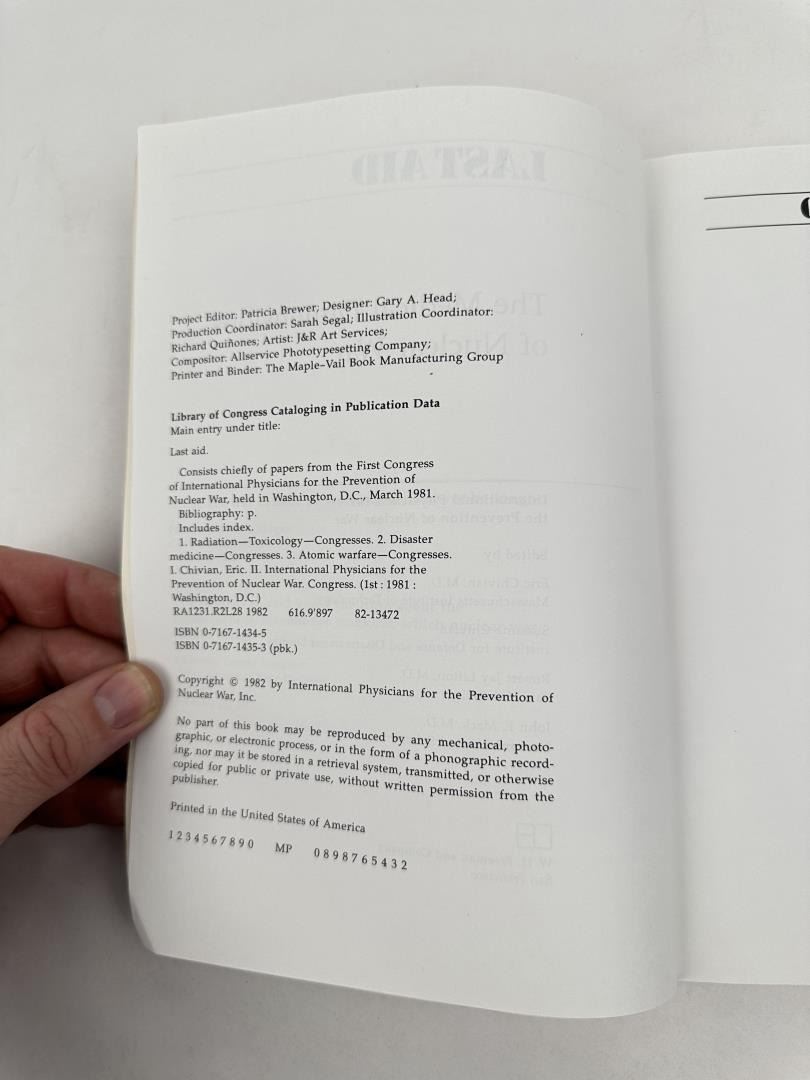 Project Editor: Patricia Brewer; Designer: Gary A. Head;
Production Coordinator: Sarah Segal; Illustration Coordinator:
Richard Quiñones; Artist: J&R Art Services;
Compositor: Allservice Phototypesetting Company;
Printer and Binder: The Maple-Vail Book Manufacturing Group
Library of Congress Cataloging in Publication Data
Main entry under title:
Last aid.
Consists chiefly of papers from the First Congress
of International Physicians for the Prevention of
Nuclear War, held in Washington, D.C., March 1981.
Bibliography: p.
Includes index.
1. Radiation—Toxicology—Congresses. 2. Disaster
medicine—Congresses. 3. Atomic warfare—Congresses.
I. Chivian, Eric. II. International Physicians for the
Prevention of Nuclear War. Congress. (1st : 1981 :
Washington, D.C.)
RA1231.R2L28 1982 616.9'897 82-13472
ISBN 0-7167-1434-5
ISBN 0-7167-1435-3 (pbk.)
Copyright © 1982 by International Physicians for the Prevention of
Nuclear War, Inc.
No part of this book may be reproduced by any mechanical, photo-
graphic, or electronic process, or in the form of a phonographic record-
ing, nor may it be stored in a retrieval system, transmitted, or otherwise
copied for public or private use, without written permission from the
publisher.
Printed in the United States of America
1 2 3 4 5 6 7 8 9 0 MP 0 8 9 8 7 6 5 4 3 2
LAST AID